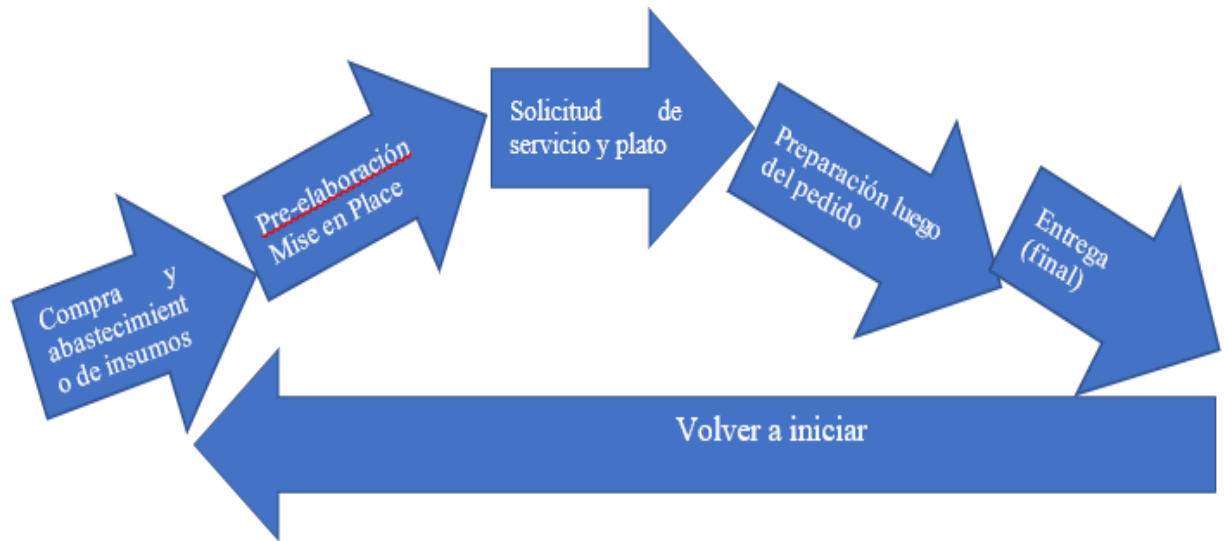 Compra y
abastecimient
o de insumos
Pre-elaboración
Mise en Place
Solicitud de
servicio y plato
Preparación luego
del pedido
Entrega
(final)
Volver a iniciar